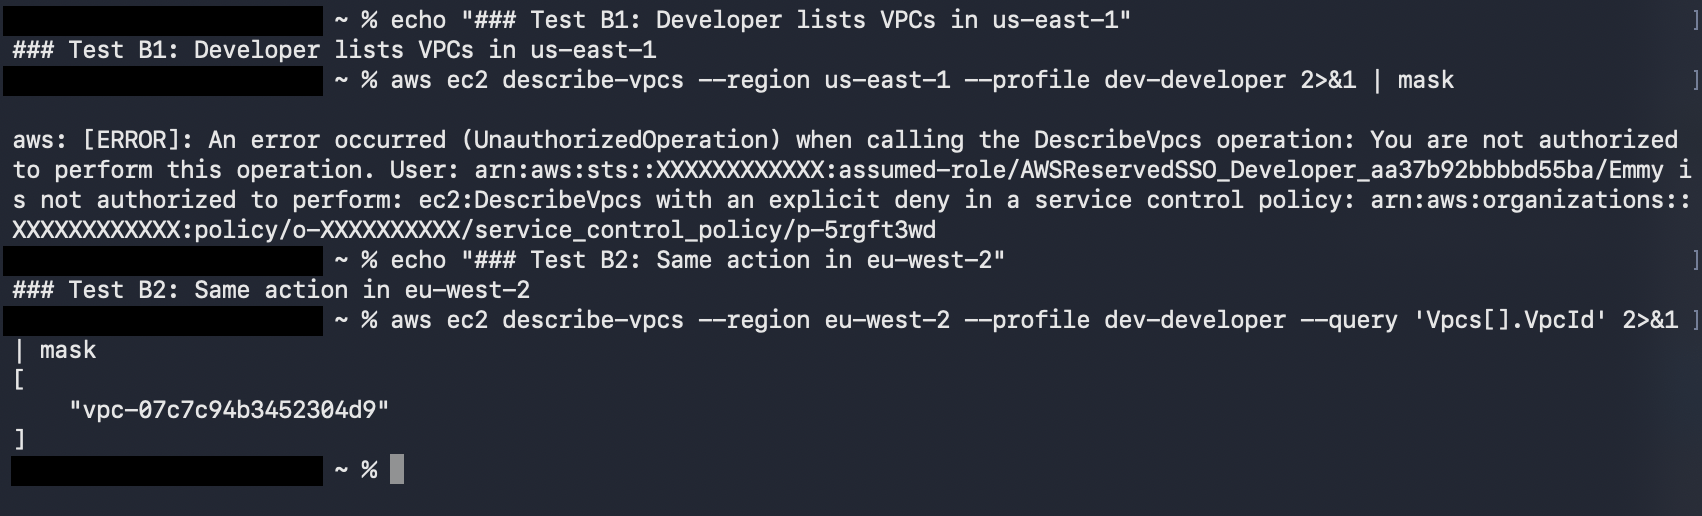 ~ % echo "### Test B1: Developer lists VPCs in us-east-1"
### Test B1: Developer lists VPCs in us-east-1
~ % aws ec2 describe-vpcs --region us-east-1 --profile dev-developer 2>&1 | mask
aws: [ERROR]: An error occurred (UnauthorizedOperation) when calling the DescribeVpcs operation: You are not authorized
to perform this operation. User: arn:aws:sts::XXXXXXXXXXXX:assumed-role/AWSReservedSSO_Developer_aa37b92bbbbd55ba/Emmy i
s not authorized to perform: ec2:DescribeVpcs with an explicit deny in a service control policy: arn:aws:organizations::
XXXXXXXXXXXX:policy/o-XXXXXXXXXX/service_control_policy/p-5rgft3wd
~ % echo "### Test B2: Same action in eu-west-2"
### Test B2: Same action in eu-west-2
~ % aws ec2 describe-vpcs --region eu-west-2 --profile dev-developer --query 'Vpcs[].VpcId' 2>&1
| mask
[
    "vpc-07c7c94b3452304d9"
]
~ %